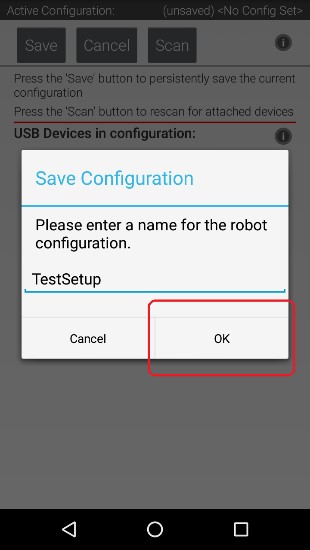 Active Configuration: (unsaved) <No Config Set>
Save Cancel Scan
Press the 'Save' button to persistently save the current
configuration
Press the 'Scan' button to rescan for attached devices
USB Devices in configuration:
Save Configuration
Please enter a name for the robot
configuration.
TestSetup
Cancel OK